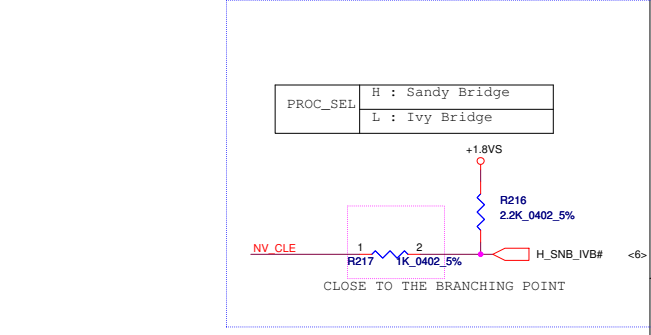 PROC_SEL
H : Sandy Bridge
L : Ivy Bridge
+1.8VS
R216
2.2K_0402_5%
NV_CLE
1
2
R217
1K_0402_5%
H_SNB_IVB#
<6>
CLOSE TO THE BRANCHING POINT